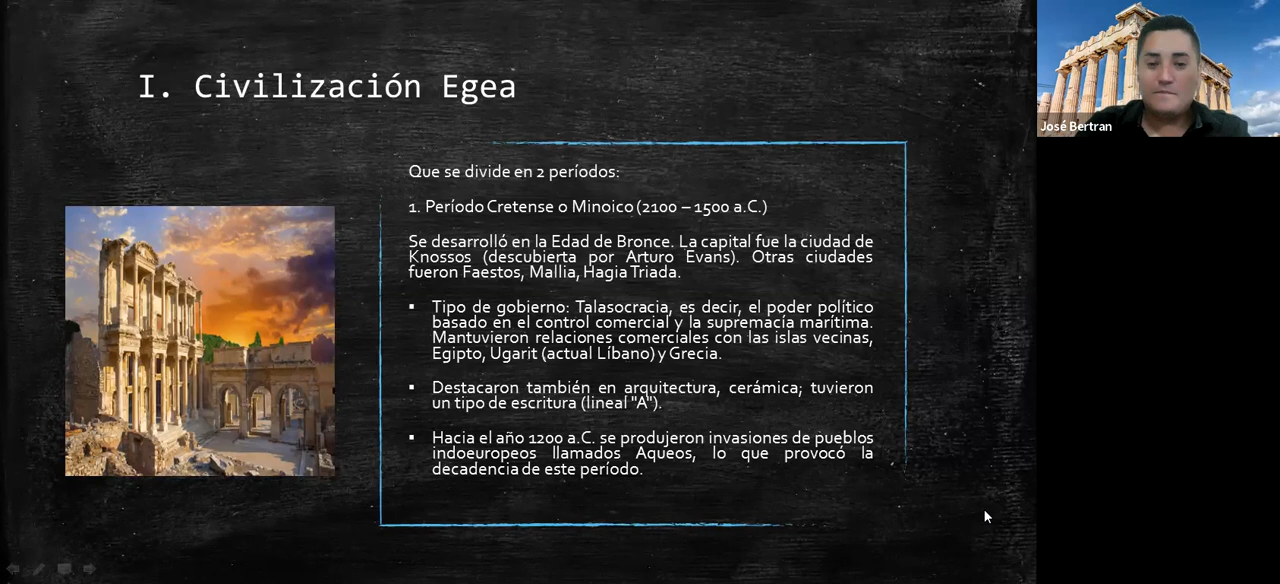 I. Civilización Egea
José Bertran
Que se divide en 2 períodos:
1. Período Cretense o Minoico (2100 – 1500 a.C.)
Se desarrolló en la Edad de Bronce. La capital fue la ciudad de
Knossos (descubierta por Arturo Evans). Otras ciudades
fueron Faestos, Mallia, Hagia Triada.
▪ Tipo de gobierno: Talasocracia, es decir, el poder político
basado en el control comercial y la supremacía marítima.
Mantuvieron relaciones comerciales con las islas vecinas,
Egipto, Ugarit (actual Líbano) y Grecia.
▪ Destacaron también en arquitectura, cerámica; tuvieron
un tipo de escritura (lineal "A").
▪ Hacia el año 1200 a.C. se produjeron invasiones de pueblos
indoeuropeos llamados Aqueos, lo que provocó la
decadencia de este período.